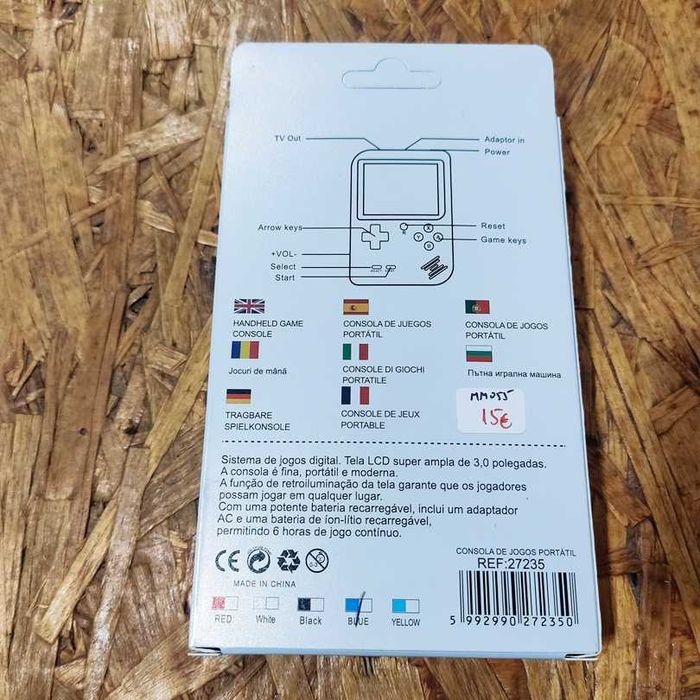 TV Out
Adaptor in
Power
Arrow keys
Reset
Game keys
+VOL-
Select
Start
HANDHELD GAME
CONSOLE
CONSOLA DE JUEGOS
PORTÁTIL
CONSOLA DE JOGOS
PORTÁTIL
Jocuri de mână
CONSOLE DI GIOCHI
PORTATILE
Пътна игрална машина
TRAGBARE
SPIELKONSOLE
CONSOLE DE JEUX
PORTABLE
MM055
15€
Sistema de jogos digital. Tela LCD super ampla de 3,0 polegadas.
A consola é fina, portátil e moderna.
A função de retroiluminação da tela garante que os jogadores
possam jogar em qualquer lugar.
Com uma potente bateria recarregável, inclui um adaptador
AC e uma bateria de íon-lítio recarregável,
permitindo 6 horas de jogo contínuo.
CE
0-3
MADE IN CHINA
CONSOLA DE JOGOS PORTÁTIL
REF:27235
RED
White
Black
BLUE
YELLOW
5 992990 272350